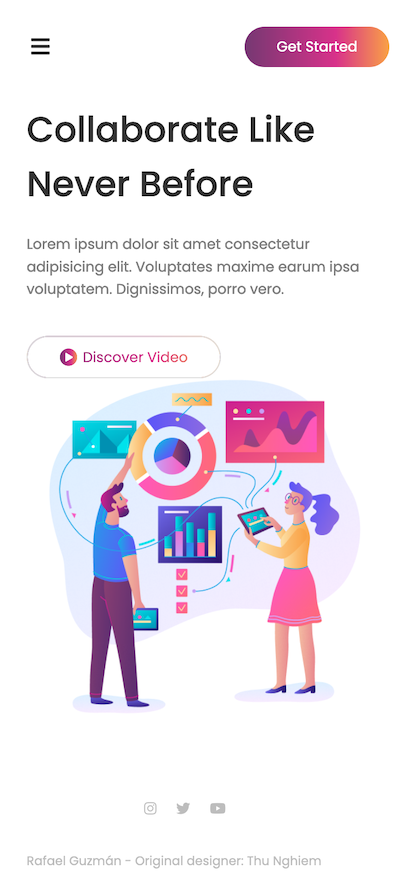 Get Started
Collaborate Like
Never Before
Lorem ipsum dolor sit amet consectetur
adipisicing elit. Voluptates maxime earum ipsa
voluptatem. Dignissimos, porro vero.
Discover Video
Rafael Guzmán - Original designer: Thu Nghiem